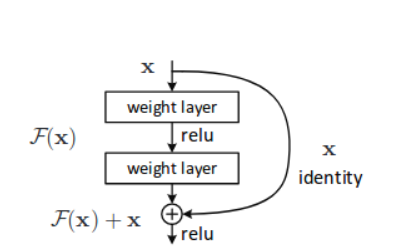 x
weight layer
relu
F(x)
weight layer
x
identity
F(x) + x
relu